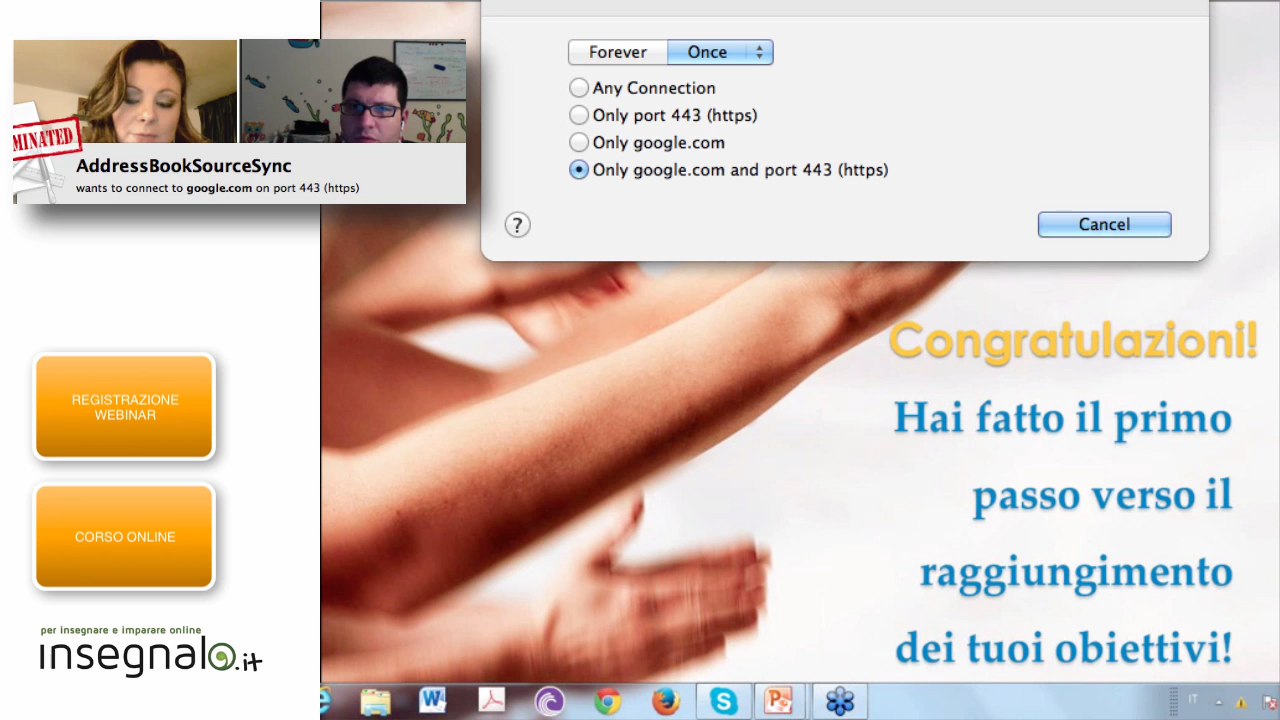 Forever
Once
Any Connection
Only port 443 (https)
Only google.com
Only google.com and port 443 (https)
?
Cancel
MINATED
AddressBookSourceSync
wants to connect to google.com on port 443 (https)
REGISTRAZIONE
WEBINAR
CORSO ONLINE
per insegnare e imparare online
insegnalo.it
Congratulazioni!
Hai fatto il primo
passo verso il
raggiungimento
dei tuoi obiettivi!
IT